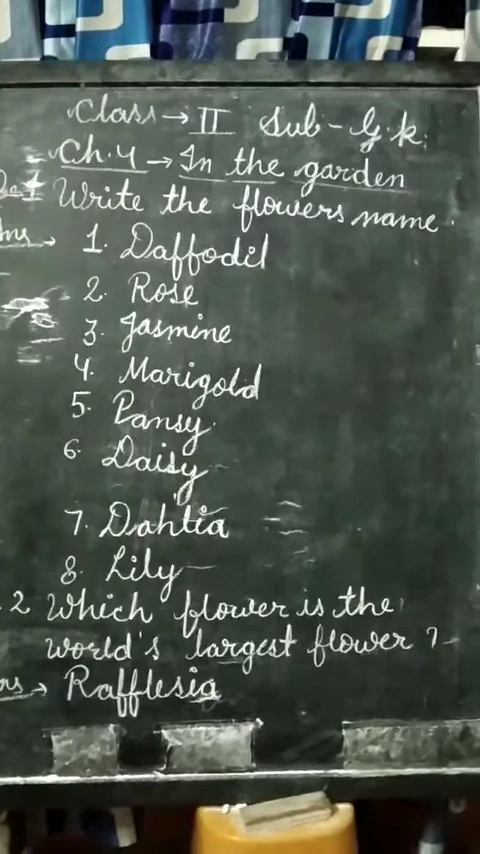 Class → II Sub - G.k.
Ch.4 → In the garden
Write the flowers name.
Ans → 1. Daffodil
2. Rose
3. Jasmine
4. Marigold
5. Pansy
6. Daisy
7. Dahlia
8. Lily
2 Which flower is the
world's largest flower ?
ns → Rafflesia